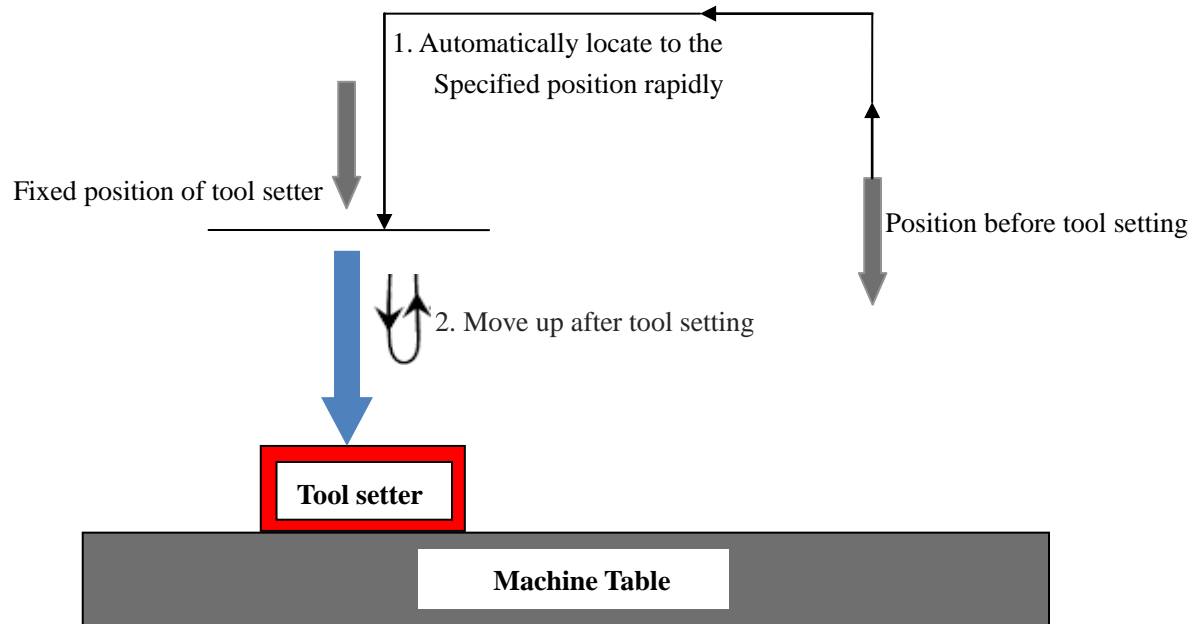 1. Automatically locate to the
Specified position rapidly
Fixed position of tool setter
Position before tool setting
2. Move up after tool setting
Tool setter
Machine Table